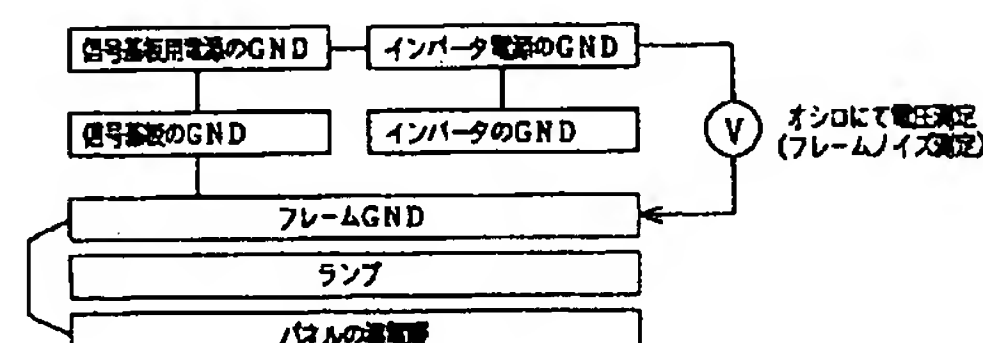 信号基板用電源のGND
インバータ電源のGND
信号基板のGND
インバータのGND
V
オシロにて電圧測定
(フレームノイズ測定)
フレームGND
ランプ
パネルの